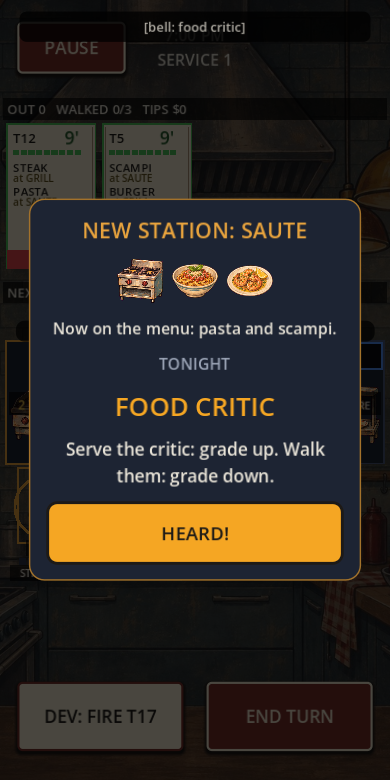 [bell: food critic]
PAUSE
SERVICE 1
OUT 0 WALKED 0/3 TIPS $0
T12 9'
STEAK
at GRILL
PASTA
T5 9'
SCAMPI
at SAUTE
BURGER
NEW STATION: SAUTE
Now on the menu: pasta and scampi.
TONIGHT
FOOD CRITIC
Serve the critic: grade up. Walk
them: grade down.
HEARD!
DEV: FIRE T17
END TURN